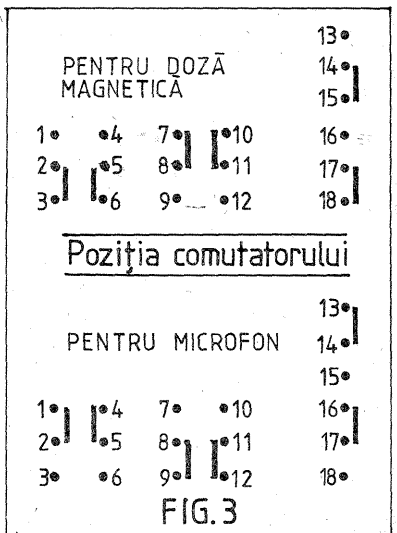 13
PENTRU DOZĂ 14
MAGNETICĂ 15
1 4 7 10 16
2 5 8 11 17
3 6 9 12 18
Poziţia comutatorului
13
PENTRU MICROFON 14
15
1 4 7 10 16
2 5 8 11 17
3 6 9 12 18
FIG.3